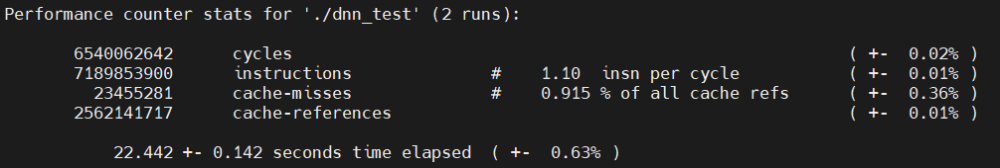 Performance counter stats for './dnn_test' (2 runs):
6540062642 cycles ( +- 0.02% )
7189853900 instructions # 1.10 insn per cycle ( +- 0.01% )
23455281 cache-misses # 0.915 % of all cache refs ( +- 0.36% )
2562141717 cache-references ( +- 0.01% )
22.442 +- 0.142 seconds time elapsed ( +- 0.63% )